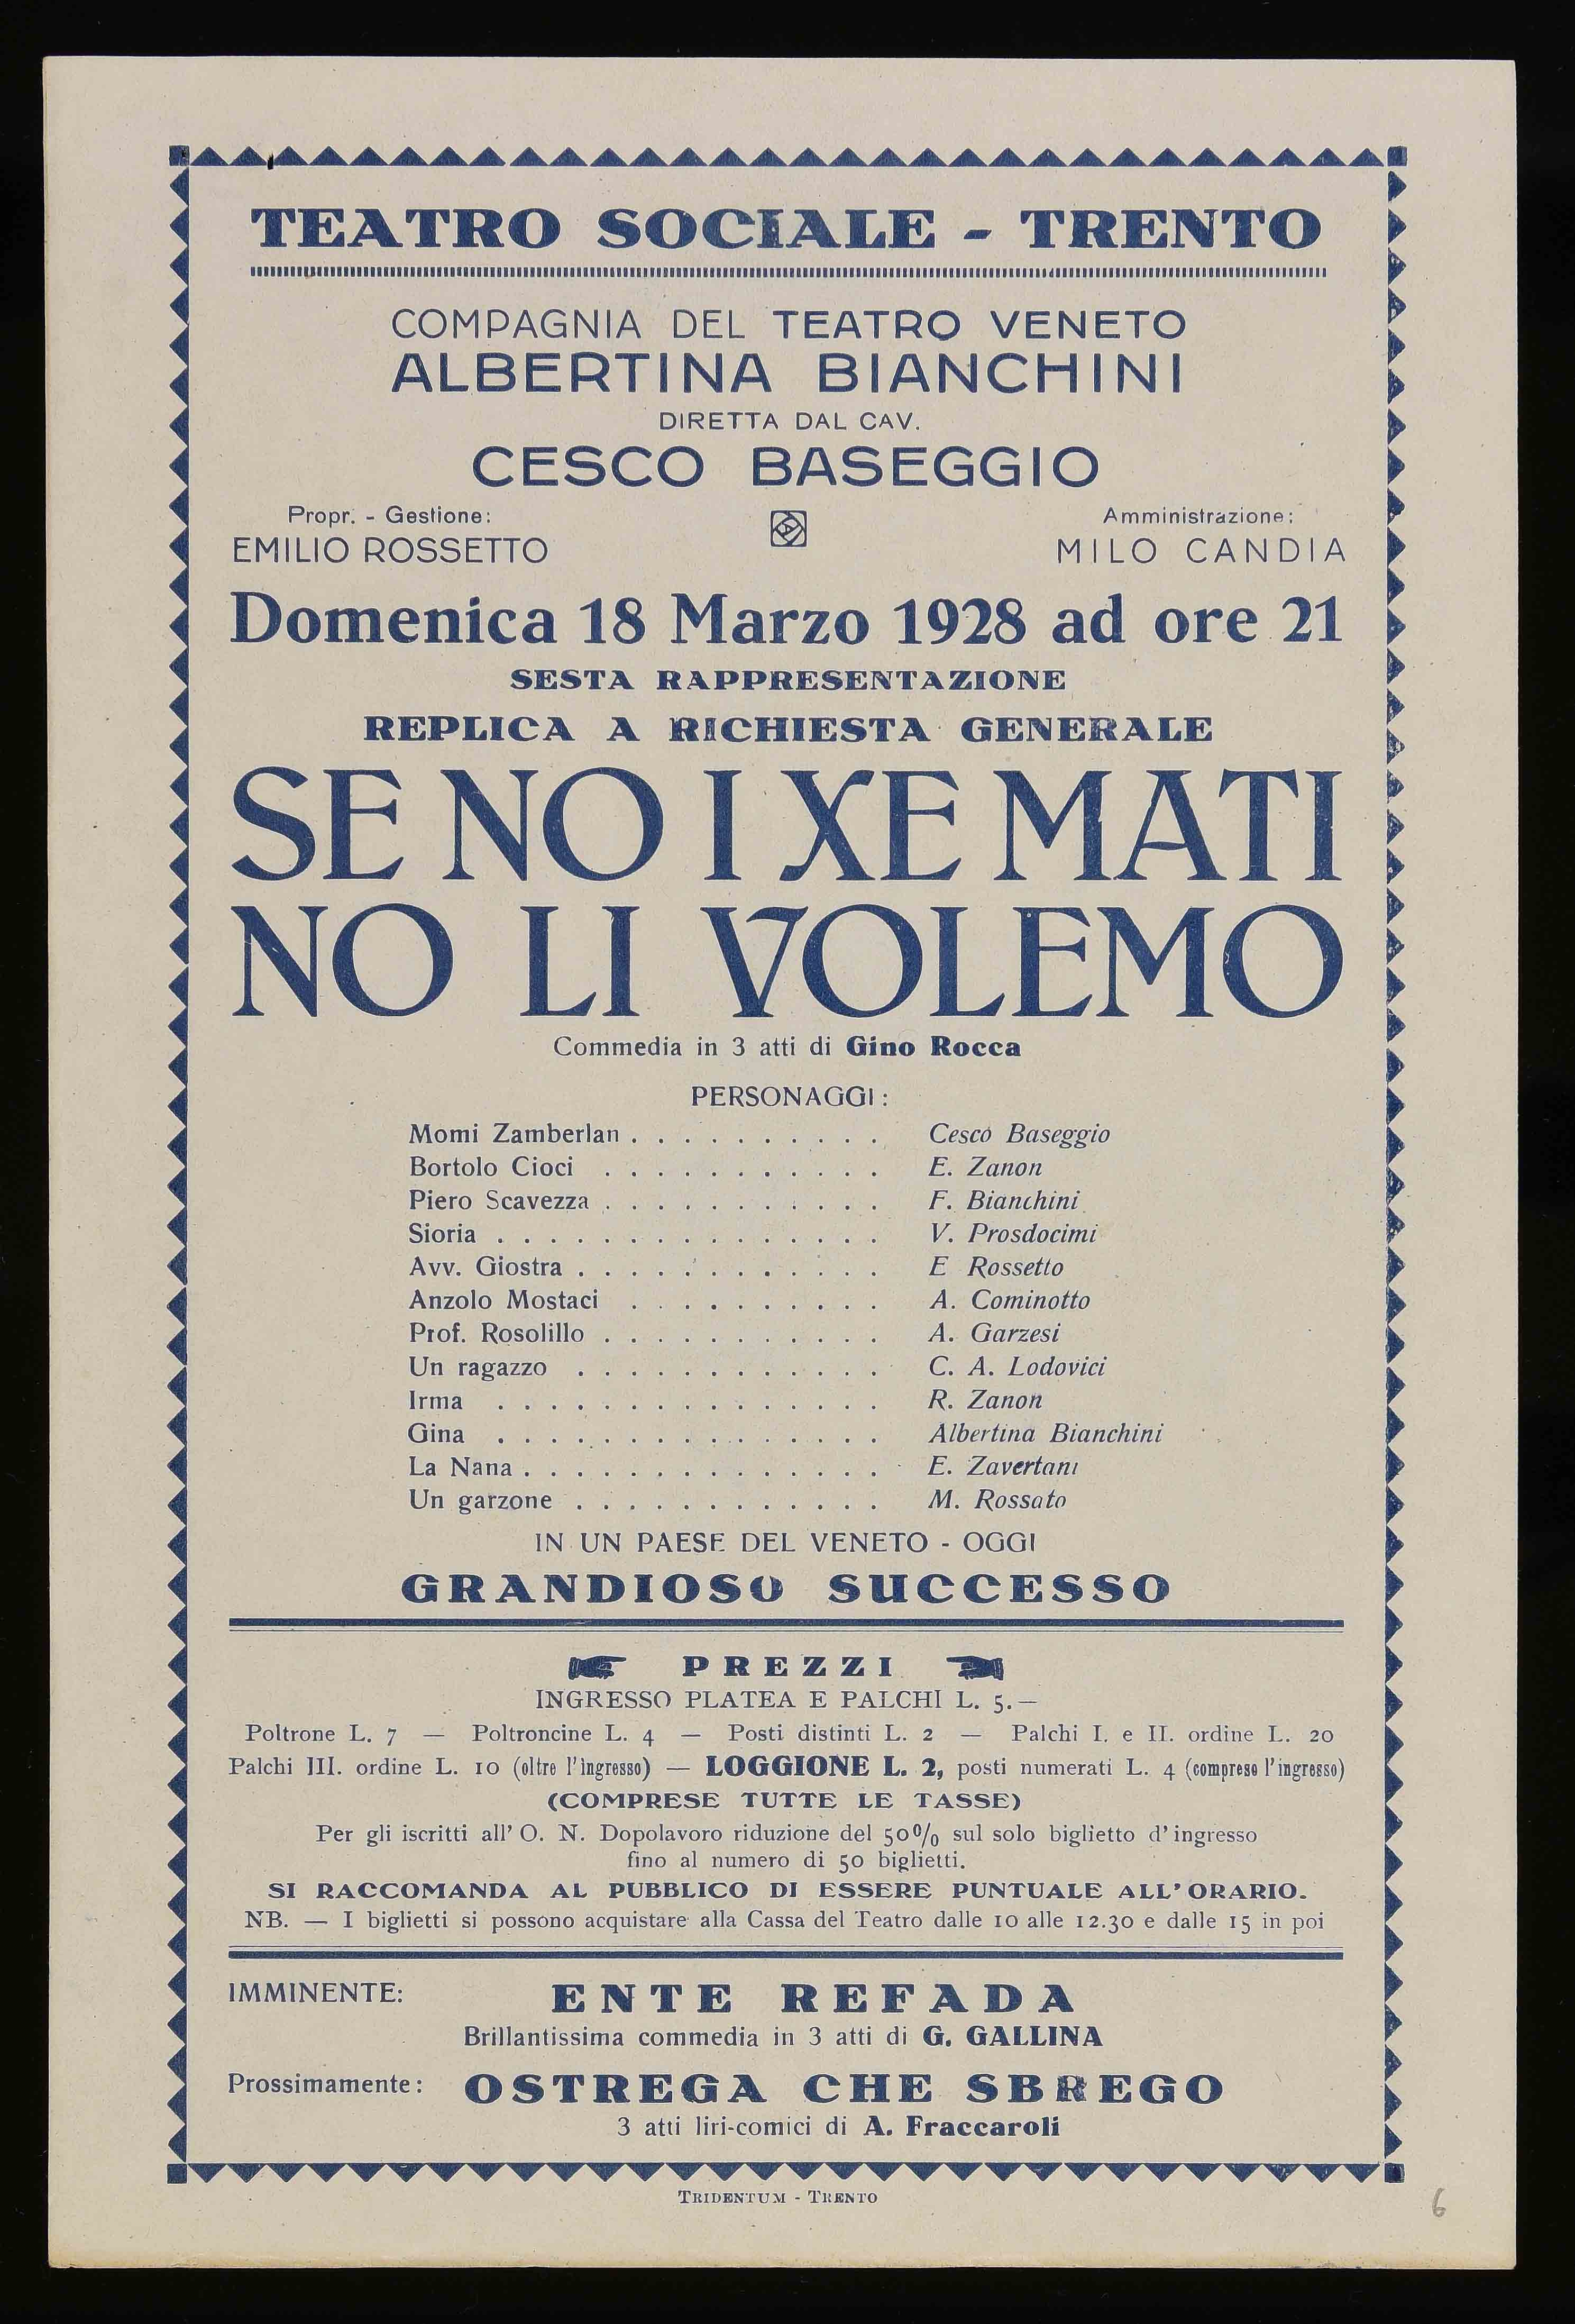 TEATRO SOCIALE - TRENTO
COMPAGNIA DEL TEATRO VENETO
ALBERTINA BIANCHINI
DIRETTA DAL CAV.
CESCO BASEGGIO
Propr. - Gestione:
EMILIO ROSSETTO
Amministrazione:
MILO CANDIA
Domenica 18 Marzo 1928 ad ore 21
SESTA RAPPRESENTAZIONE
REPLICA A RICHIESTA GENERALE
SE NO I XE MATI
NO LI VOLEMO
Commedia in 3 atti di Gino Rocca
PERSONAGGI:
Momi Zamberlan . . . . . . . . . . Cesco Baseggio
Bortolo Cioci . . . . . . . . . . . E. Zanon
Piero Scavezza . . . . . . . . . . . F. Bianchini
Sioria . . . . . . . . . . . . . . . V. Prosdocimi
Avv. Giostra . . . . . . . . . . . . E Rossetto
Anzolo Mostaci . . . . . . . . . . A. Cominotto
Prof. Rosolillo . . . . . . . . . . . A. Garzesi
Un ragazzo . . . . . . . . . . . . C. A. Lodovici
Irma . . . . . . . . . . . . . . . R. Zanon
Gina . . . . . . . . . . . . . . . Albertina Bianchini
La Nana . . . . . . . . . . . . . . E. Zavertani
Un garzone . . . . . . . . . . . . M. Rossato
IN UN PAESE DEL VENETO - OGGI
GRANDIOSO SUCCESSO
PREZZI
INGRESSO PLATEA E PALCHI L. 5.—
Poltrone L. 7 — Poltroncine L. 4 — Posti distinti L. 2 — Palchi I. e II. ordine L. 20
Palchi III. ordine L. 10 (oltre l'ingresso) — LOGGIONE L. 2, posti numerati L. 4 (compreso l'ingresso)
(COMPRESE TUTTE LE TASSE)
Per gli iscritti all' O. N. Dopolavoro riduzione del 50% sul solo biglietto d'ingresso
fino al numero di 50 biglietti.
SI RACCOMANDA AL PUBBLICO DI ESSERE PUNTUALE ALL'ORARIO.
NB. — I biglietti si possono acquistare alla Cassa del Teatro dalle 10 alle 12.30 e dalle 15 in poi
IMMINENTE: ENTE REFADA
Brillantissima commedia in 3 atti di G. GALLINA
Prossimamente: OSTREGA CHE SBREGO
3 atti liri-comici di A. Fraccaroli
TRIDENTUM - TRENTO
6